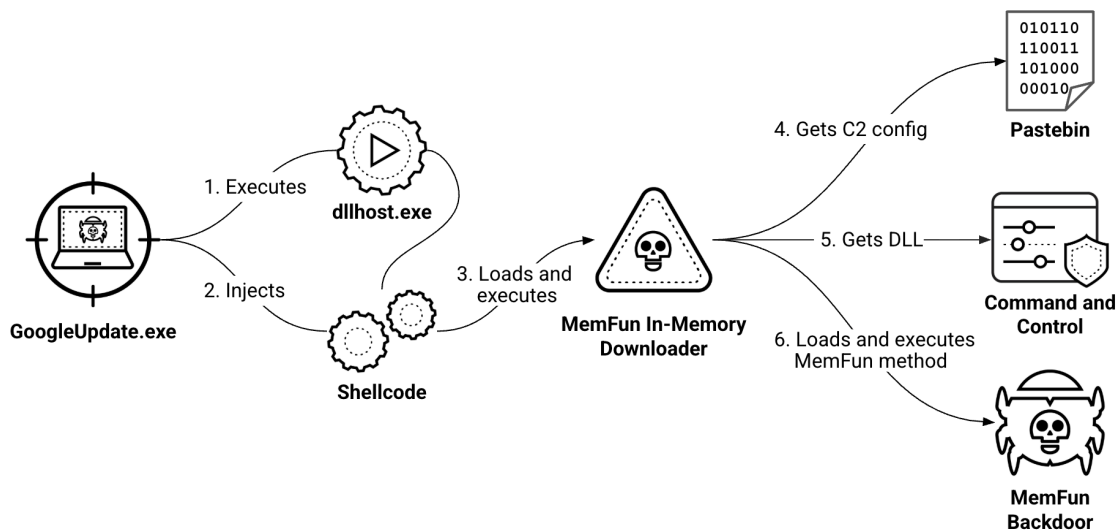 010110
110011
101000
00010
Pastebin
4. Gets C2 config
1. Executes
dllhost.exe
GoogleUpdate.exe
2. Injects
Shellcode
3. Loads and
executes
MemFun In-Memory
Downloader
5. Gets DLL
Command and
Control
6. Loads and executes
MemFun method
MemFun
Backdoor